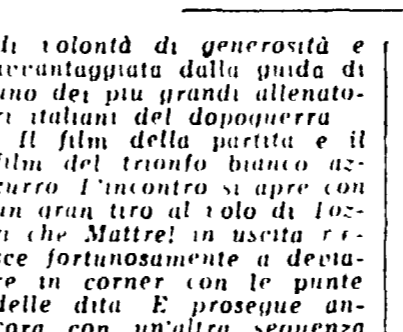 di volontà di generosità e
avvantaggiata dalla guida di
uno dei piu grandi allenato-
ri italiani del dopoguerra
Il film della partita e il
film del trionfo bianco az-
zurro L'incontro si apre con
un gran tiro al volo di Loz-
che Mattrel in uscita rie-
sce fortunosamente a devia-
re in corner con le punte
delle dita E prosegue an-
cora con un'altra sequenza